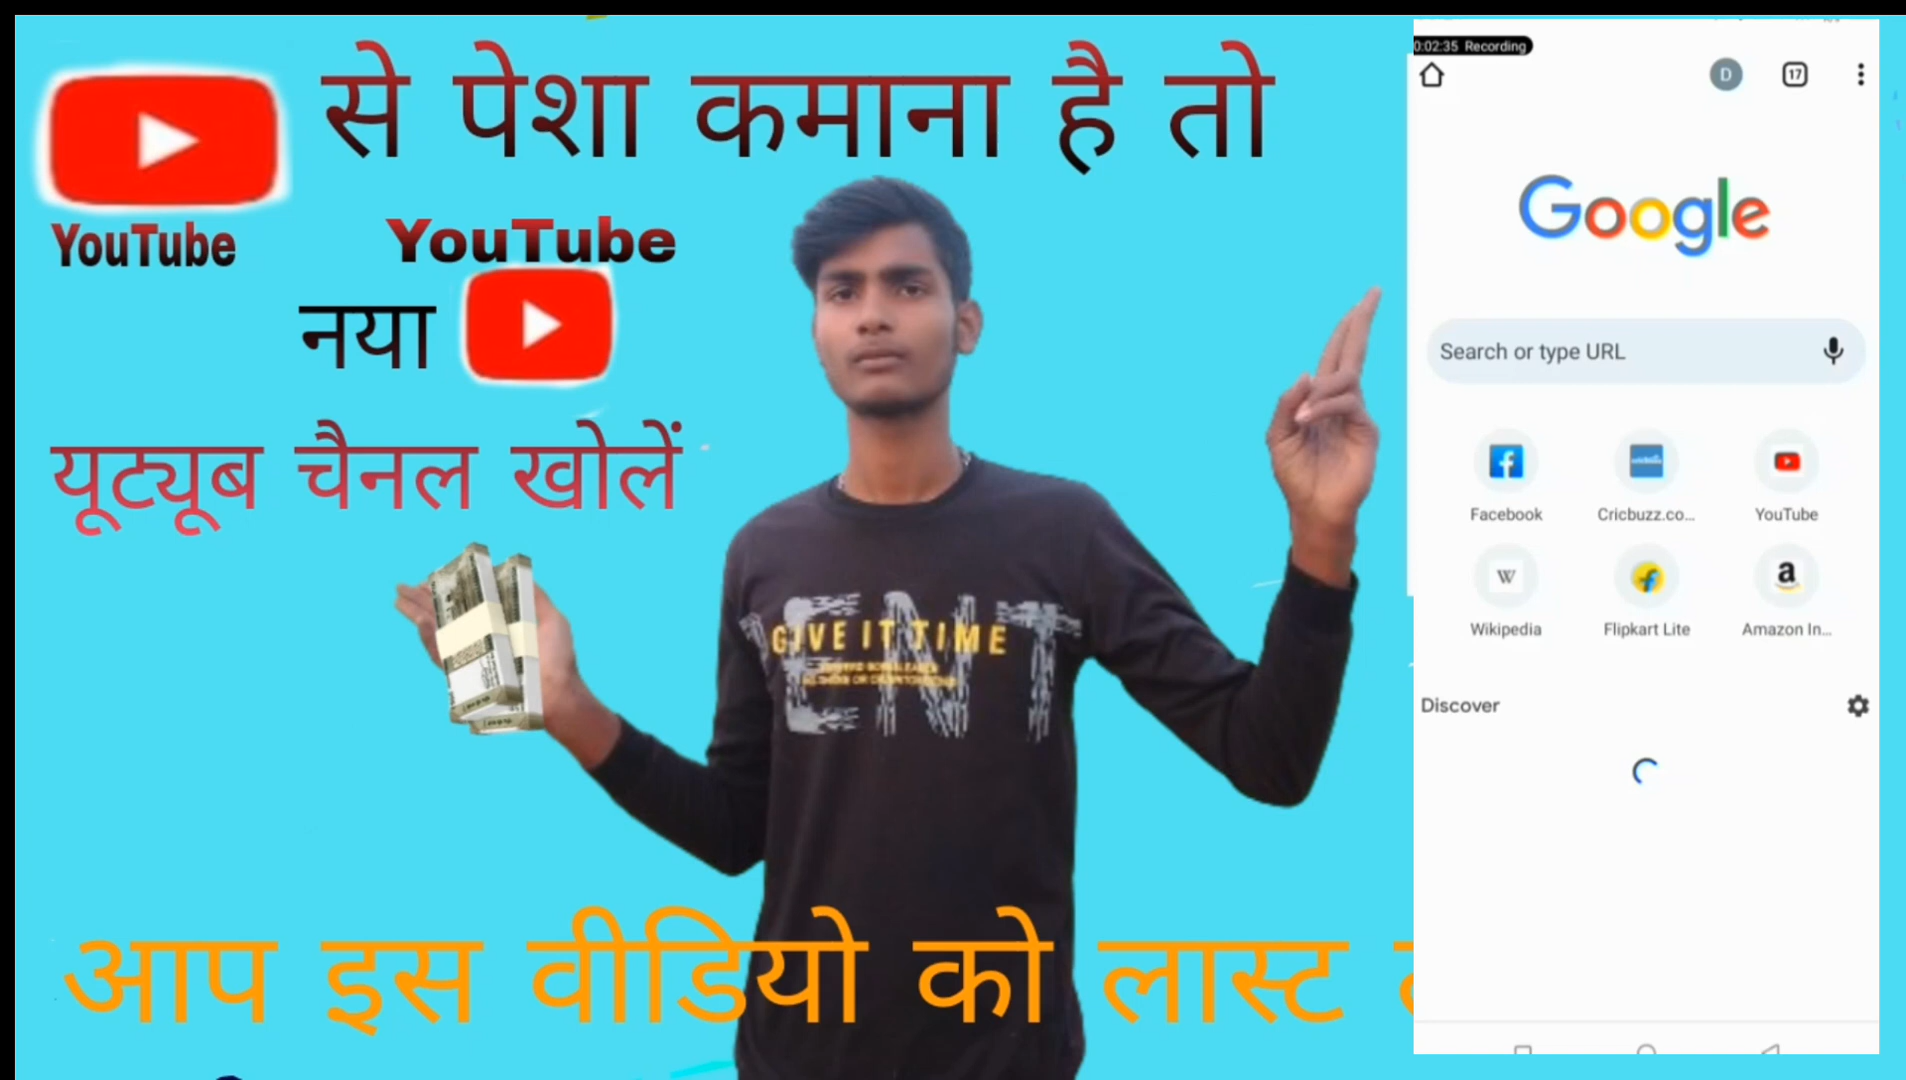 से पेशा कमाना है तो
YouTube
YouTube
नया
यूट्यूब चैनल खोलें
GIVE IT TIME
ENT
आप इस वीडियो को लास्ट
0:02:35 Recording
D
17
Google
Search or type URL
Facebook
Cricbuzz.co...
YouTube
W
a
Wikipedia
Flipkart Lite
Amazon In...
Discover